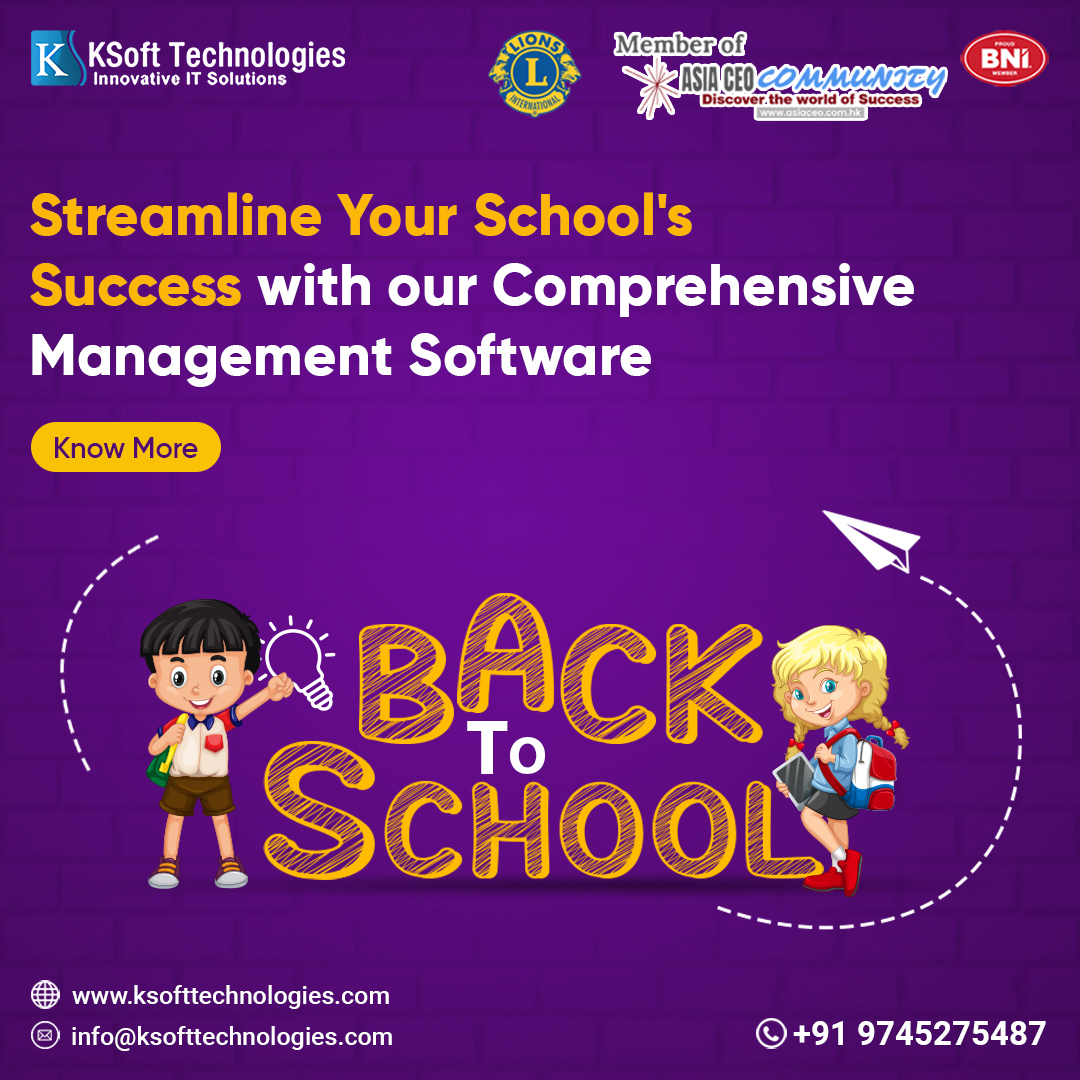 K
KSoft Technologies
Innovative IT Solutions
LIONS
L
INTERNATIONAL
Member of
ASIA CEO COMMUNITY
Discover.the world of Success
www.asiaceo.com.hk
PROUD
BNI
MEMBER
Streamline Your School's
Success with our Comprehensive
Management Software
Know More
BACK
To
SCHOOL
www.ksofttechnologies.com
info@ksofttechnologies.com
+91 9745275487